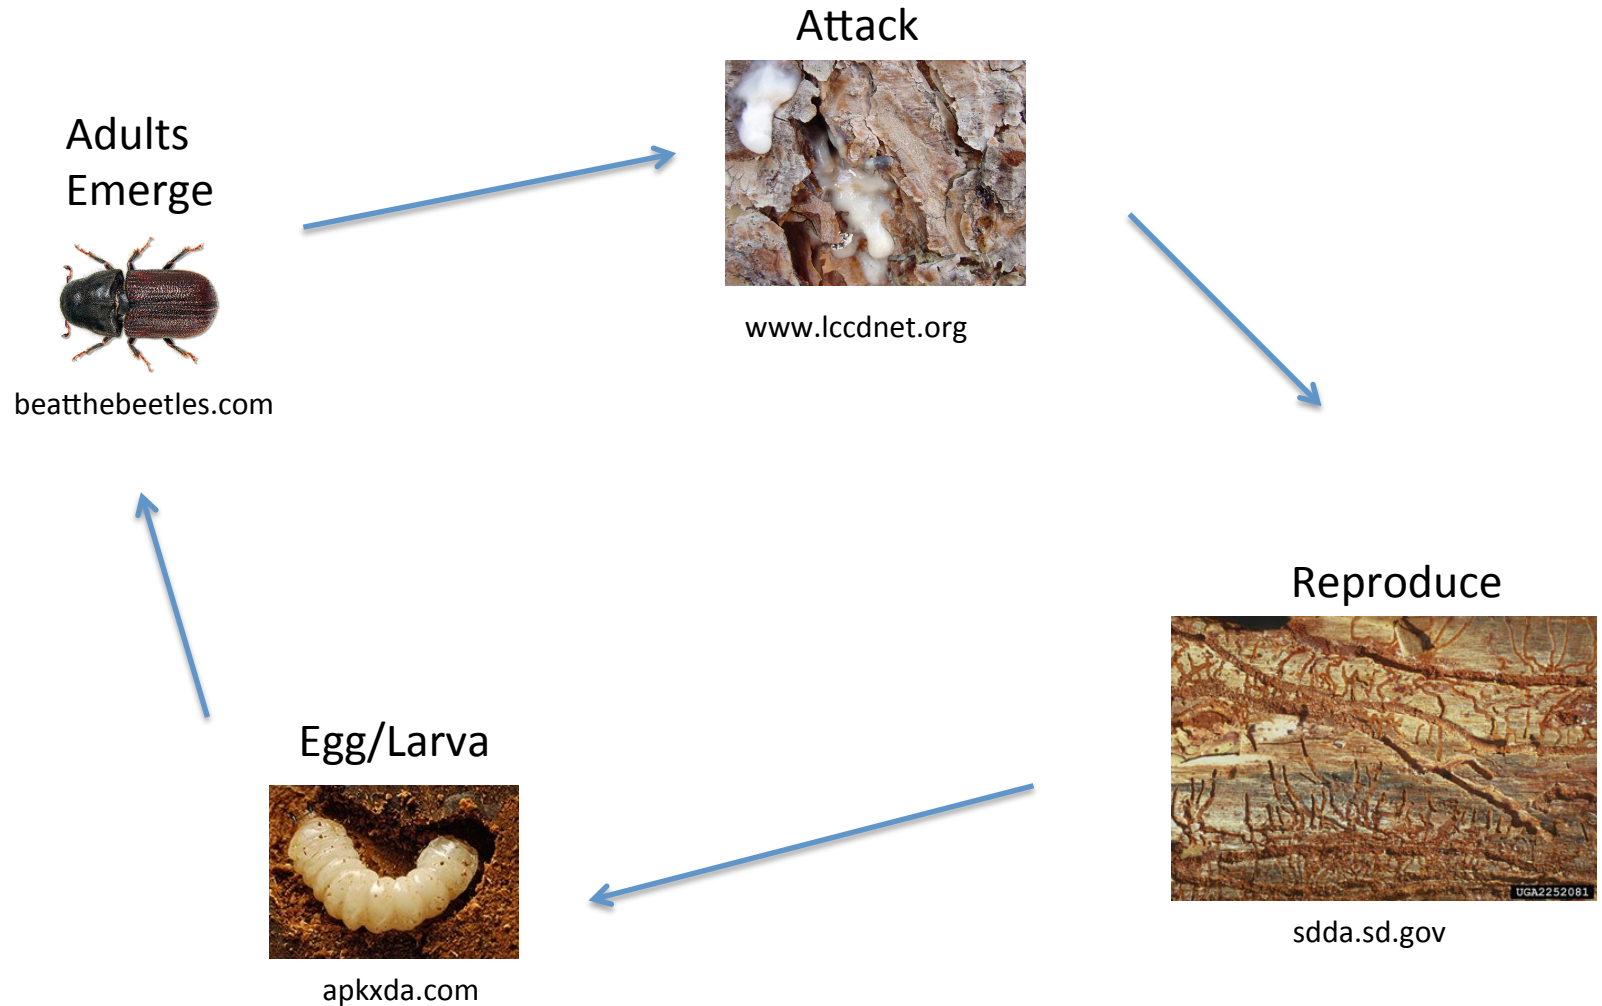 Attack
www.lccdnet.org
Adults
Emerge
beatthebeetles.com
Reproduce
UGA2252081
sdda.sd.gov
Egg/Larva
apkxda.com